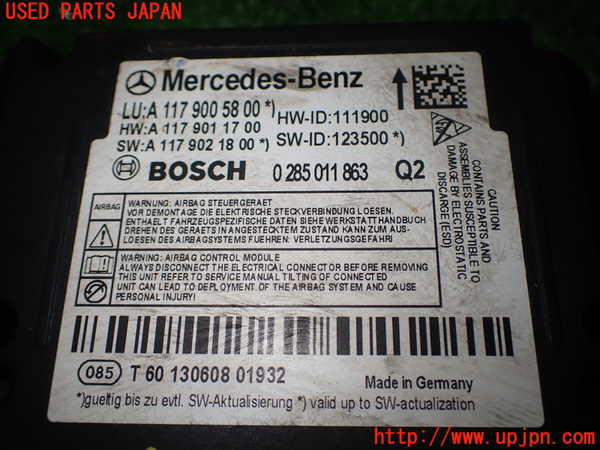 USED PARTS JAPAN
Mercedes-Benz
LU:A 117 900 58 00 *)
HW-ID:111900
HW:A 117 901 17 00
SW:A 117 902 18 00 *)
SW-ID:123500 *)
BOSCH 0 285 011 863 Q2
CAUTION
CONTAINS PARTS AND
ASSEMBLIES SUSCEPTIBLE TO
DAMAGE BY ELECTROSTATIC
DISCHARGE (ESD)
AIRBAG
WARNUNG: AIRBAG STEUERGERAET
VOR DEMONTAGE DIE ELEKTRISCHE STECKVERBINDUNG LOESEN.
ENTHAELT FAHRZEUGSPEZIFISCHE DATEN SIEHE WERKSTATTHANDBUCH
DREHEN DES GERAETS IN ANGESTECKTEM ZUSTAND KANN ZUM AUS-
LOESEN DES AIRBAGSYSTEMS FUEHREN: VERLETZUNGSGEFAHR!
WARNING: AIRBAG CONTROL MODULE
ALWAYS DISCONNECT THE ELECTRICAL CONNECTOR BEFORE REMOVING
THIS UNIT REFER TO SERVICE MANUAL TILTING OF CONNECTED
UNIT CAN LEAD TO DEPLOYMENT OF THE AIRBAG SYSTEM AND CAUSE
PERSONAL INJURY!
085 T 60 130608 01932
Made in Germany
*)gueltig bis zu evtl. SW-Aktualisierung *) valid up to SW-actualization
http://www.upjpn.com/